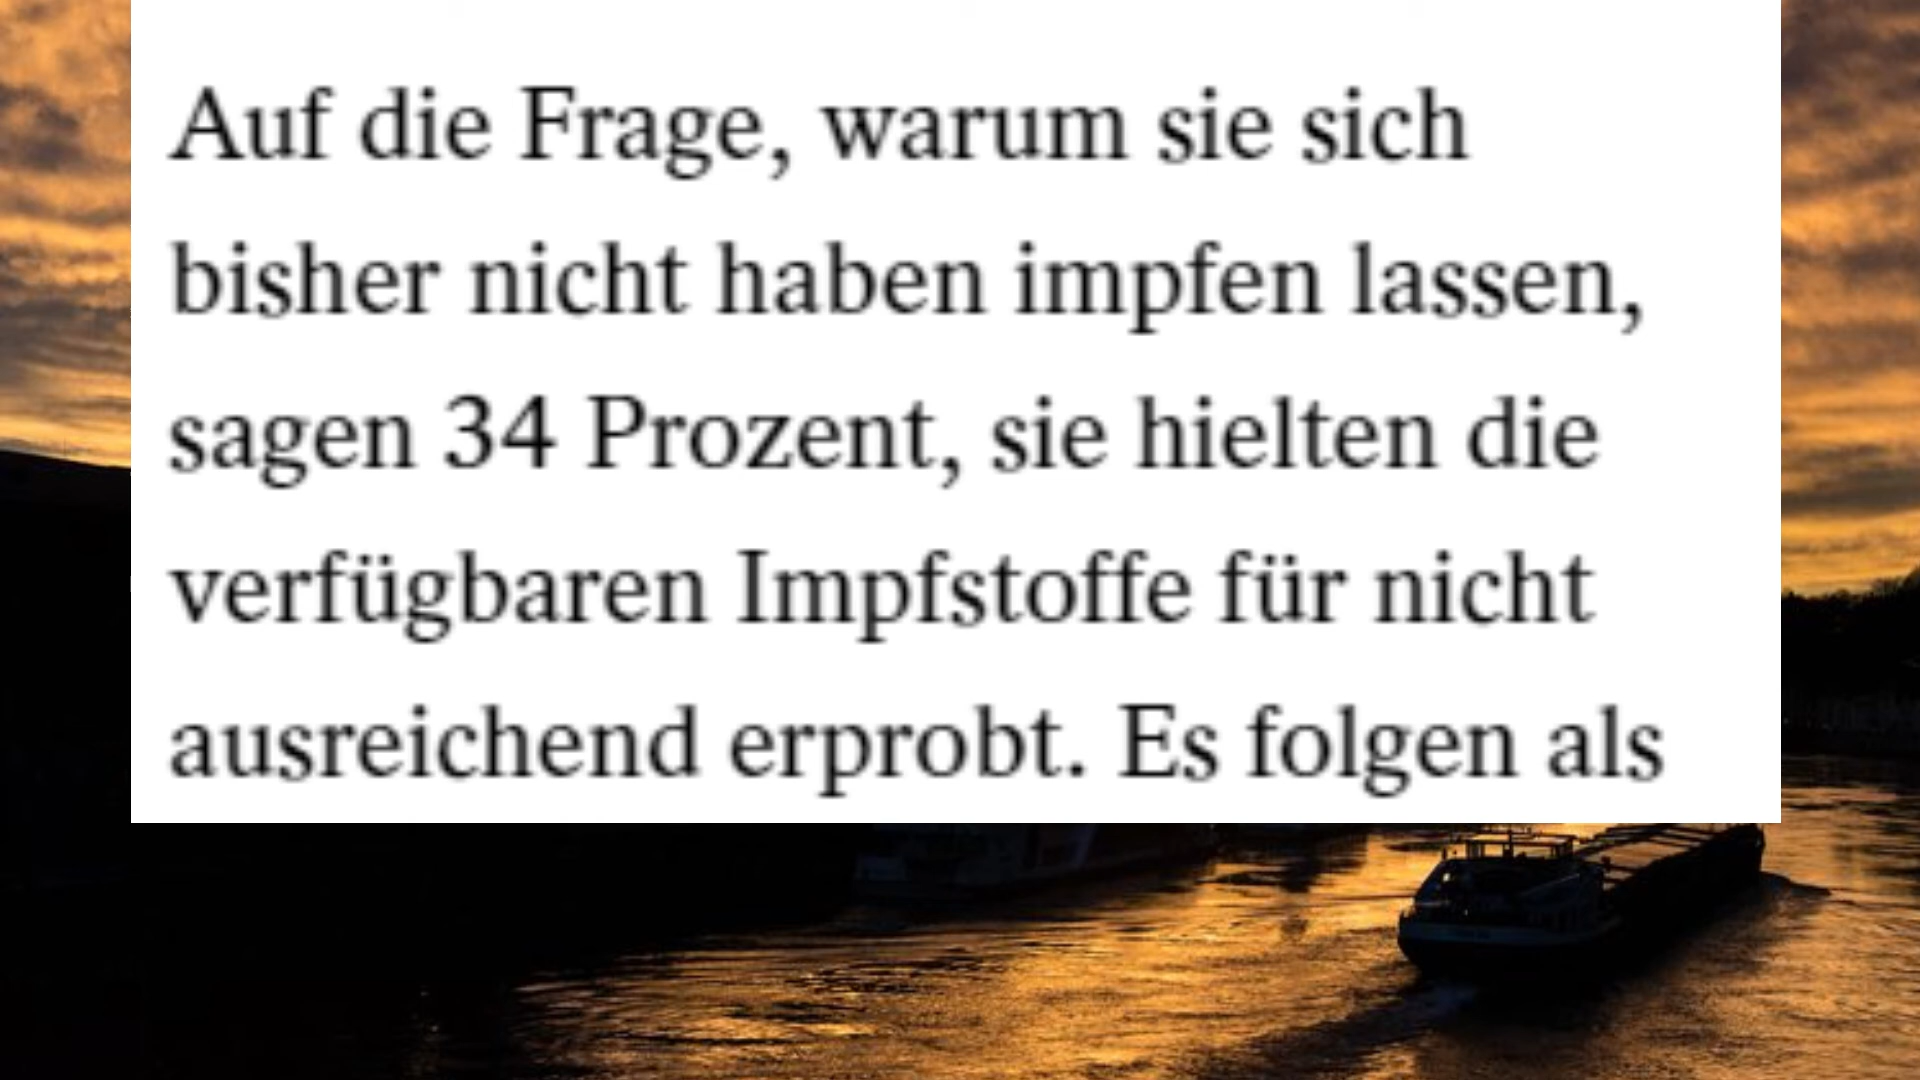 Auf die Frage, warum sie sich
bisher nicht haben impfen lassen,
sagen 34 Prozent, sie hielten die
verfügbaren Impfstoffe für nicht
ausreichend erprobt. Es folgen als